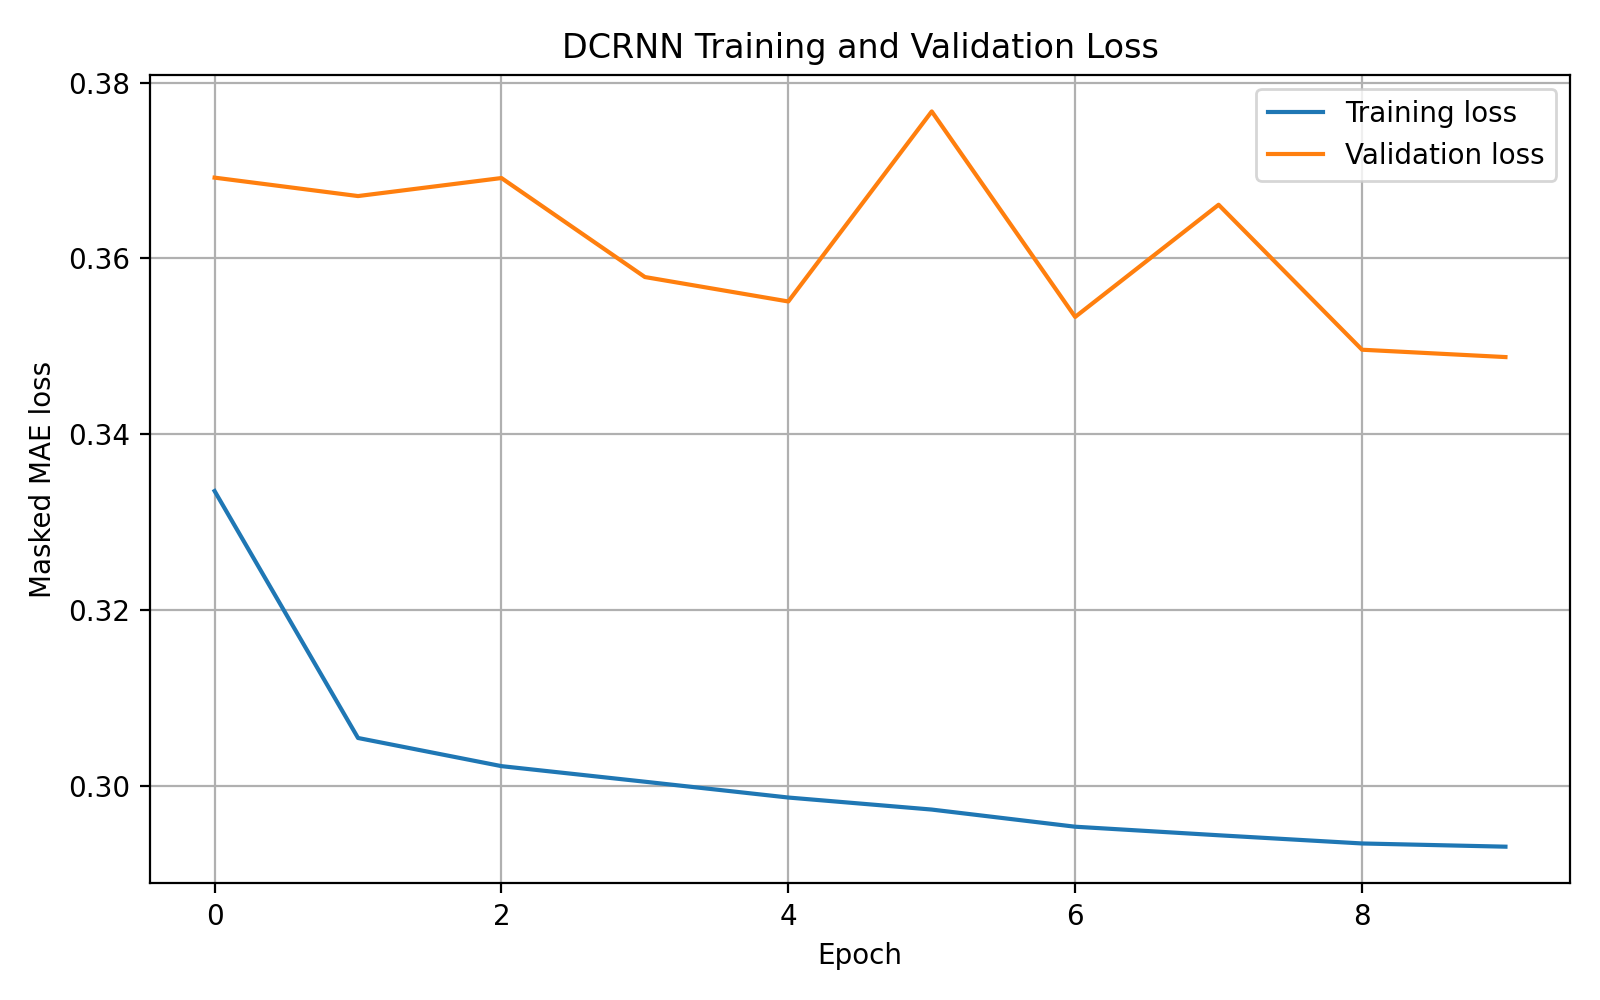 DCRNN Training and Validation Loss
Training loss
Validation loss
Masked MAE loss
0.38
0.36
0.34
0.32
0.30
0 2 4 6 8
Epoch